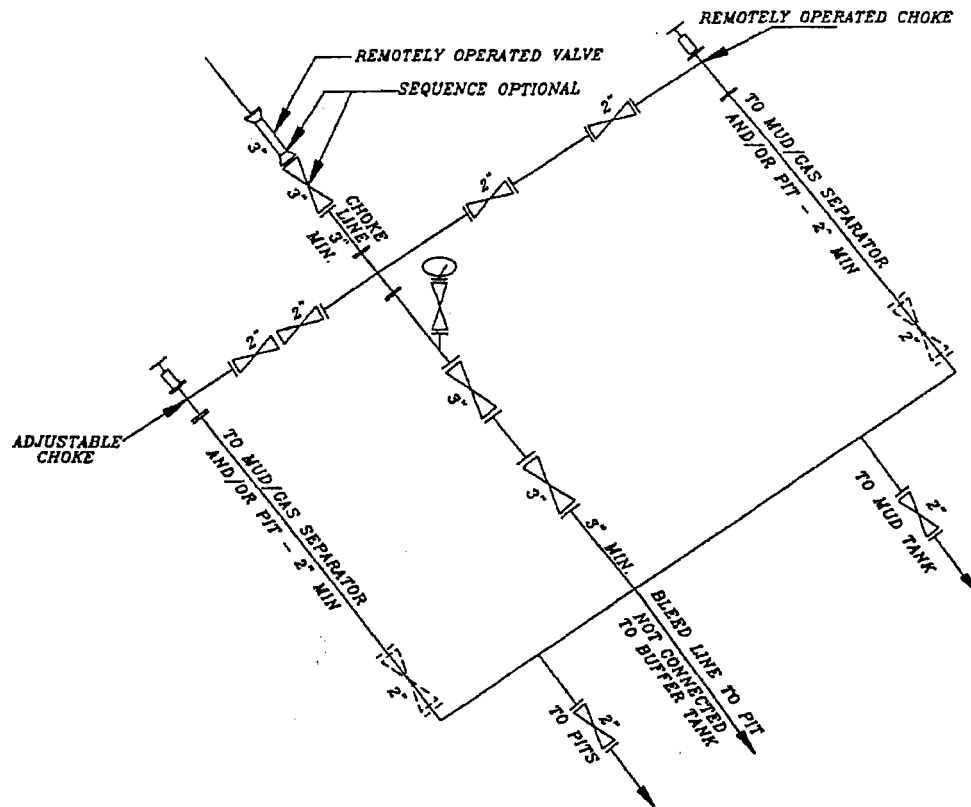 REMOTELY OPERATED CHOKE
REMOTELY OPERATED VALVE
SEQUENCE OPTIONAL
3"
3"
CHOKE
LINE
3"
MIN.
2"
2"
TO MUD/GAS SEPARATOR
AND/OR PIT - 2" MIN
2"
2"
2"
ADJUSTABLE
CHOKE
TO MUD/GAS SEPARATOR
AND/OR PIT - 2" MIN
2"
3"
3"
3" MIN.
BLEED LINE TO PIT
NOT CONNECTED
TO BUFFER TANK
2"
TO MUD TANK
2"
TO PITS